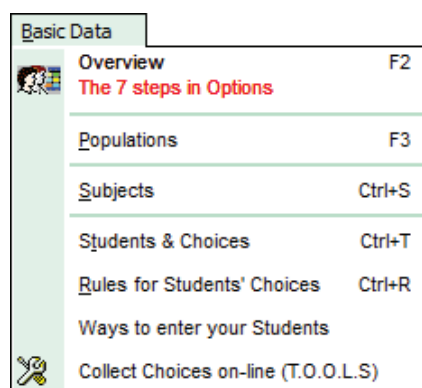 Basic Data
Overview F2
The 7 steps in Options
Populations F3
Subjects Ctrl+S
Students & Choices Ctrl+T
Rules for Students' Choices Ctrl+R
Ways to enter your Students
Collect Choices on-line (T.O.O.L.S)